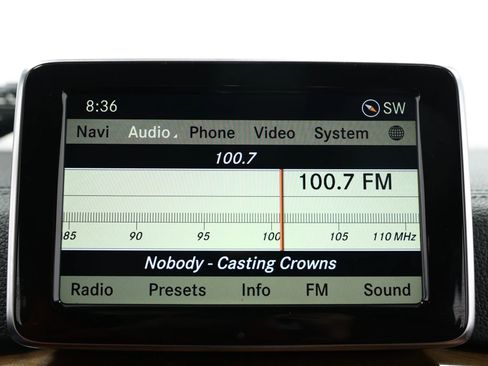 8:36 SW
Navi Audio Phone Video System
100.7
100.7 FM
85 90 95 100 105 110 MHz
Nobody - Casting Crowns
Radio Presets Info FM Sound